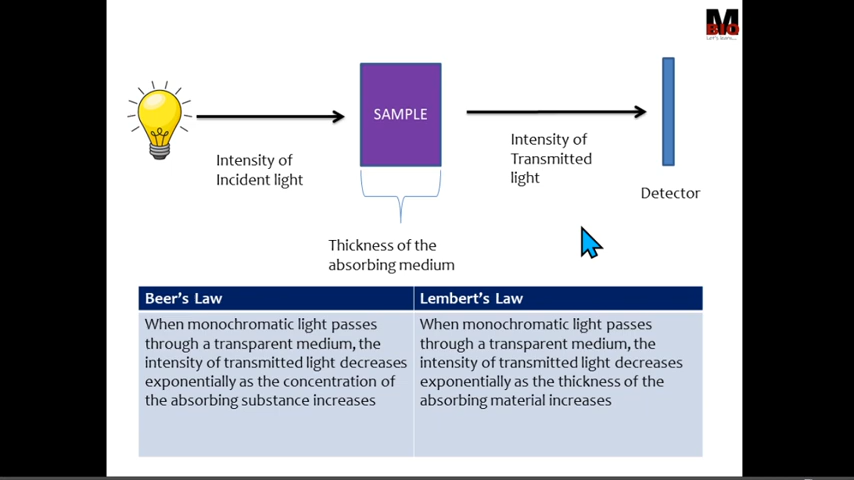 M
BIO
Let's learn...
SAMPLE
Intensity of
Incident light
Intensity of
Transmitted
light
Detector
Thickness of the
absorbing medium
Beer's Law
When monochromatic light passes
through a transparent medium, the
intensity of transmitted light decreases
exponentially as the concentration of
the absorbing substance increases
Lembert's Law
When monochromatic light passes
through a transparent medium, the
intensity of transmitted light decreases
exponentially as the thickness of the
absorbing material increases